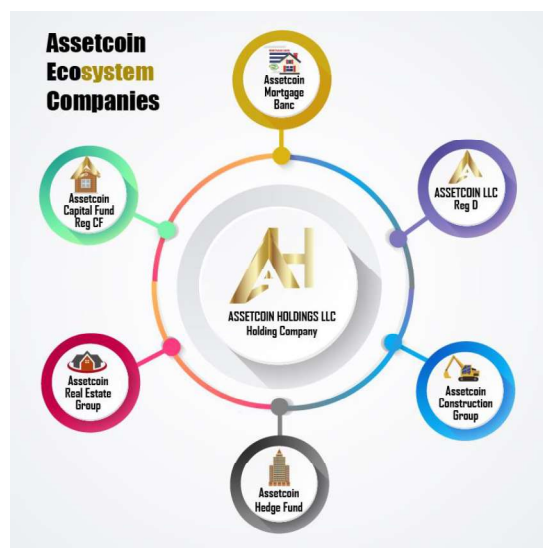 Assetcoin
Ecosystem
Companies
Assetcoin
Mortgage
Banc
Assetcoin
Capital Fund
Reg CF
ASSETCOIN LLC
Reg D
AH
ASSETCOIN HOLDINGS LLC
Holding Company
Assetcoin
Real Estate
Group
Assetcoin
Construction
Group
Assetcoin
Hedge Fund